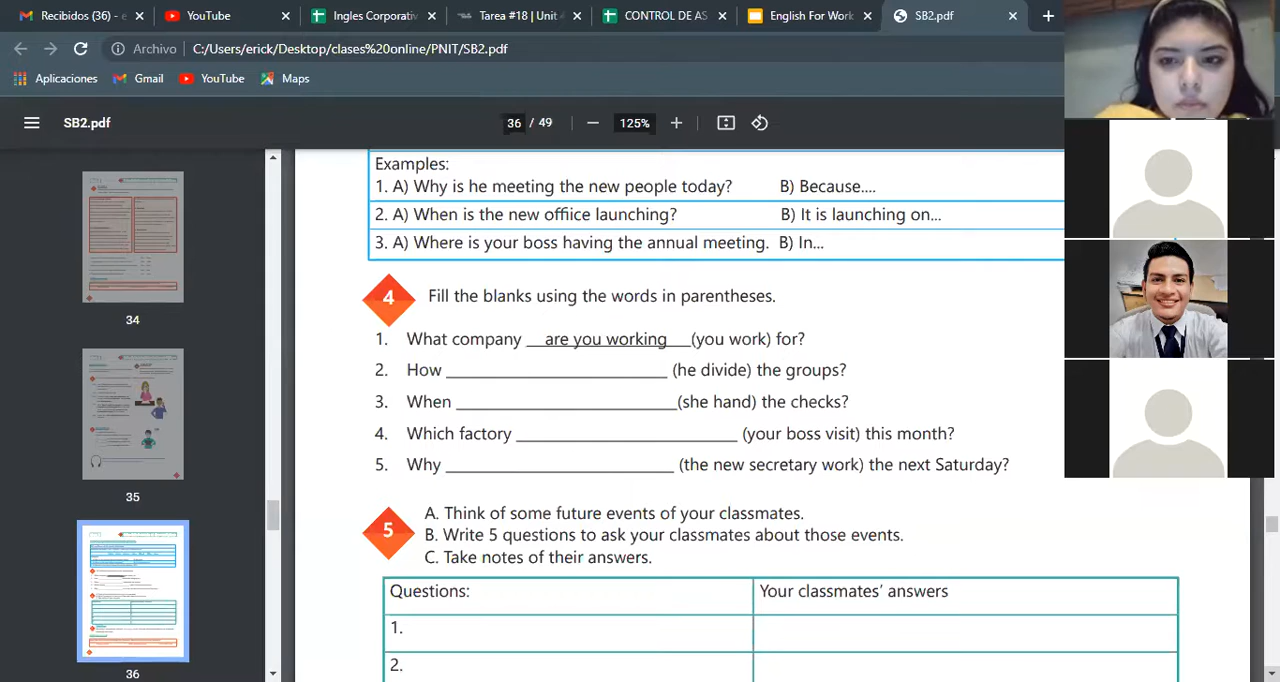 Recibidos (36) - e
YouTube
Ingles Corporativ
Tarea #18 | Unit
CONTROL DE AS
English For Work
SB2.pdf
Archivo
C:/Users/erick/Desktop/clases%20online/PNIT/SB2.pdf
Aplicaciones
Gmail
YouTube
Maps
SB2.pdf
36 / 49
125%
34
35
36
Examples:
1. A) Why is he meeting the new people today? B) Because....
2. A) When is the new office launching? B) It is launching on...
3. A) Where is your boss having the annual meeting. B) In...
4
Fill the blanks using the words in parentheses.
1. What company __are you working___(you work) for?
2. How ______________________ (he divide) the groups?
3. When ______________________(she hand) the checks?
4. Which factory ______________________ (your boss visit) this month?
5. Why _______________________ (the new secretary work) the next Saturday?
5
A. Think of some future events of your classmates.
B. Write 5 questions to ask your classmates about those events.
C. Take notes of their answers.
Questions:
Your classmates' answers
1.
2.